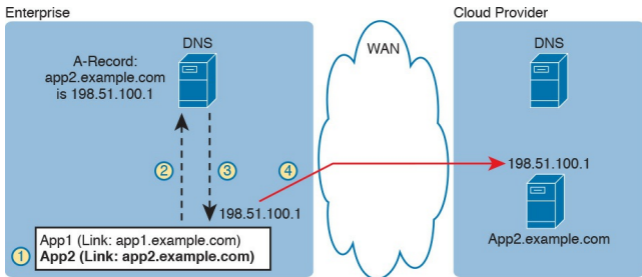 Enterprise
Cloud Provider
DNS
WAN
DNS
A-Record:
app2.example.com
is 198.51.100.1
2
3
4
198.51.100.1
198.51.100.1
1
App1 (Link: app1.example.com)
App2 (Link: app2.example.com)
App2.example.com